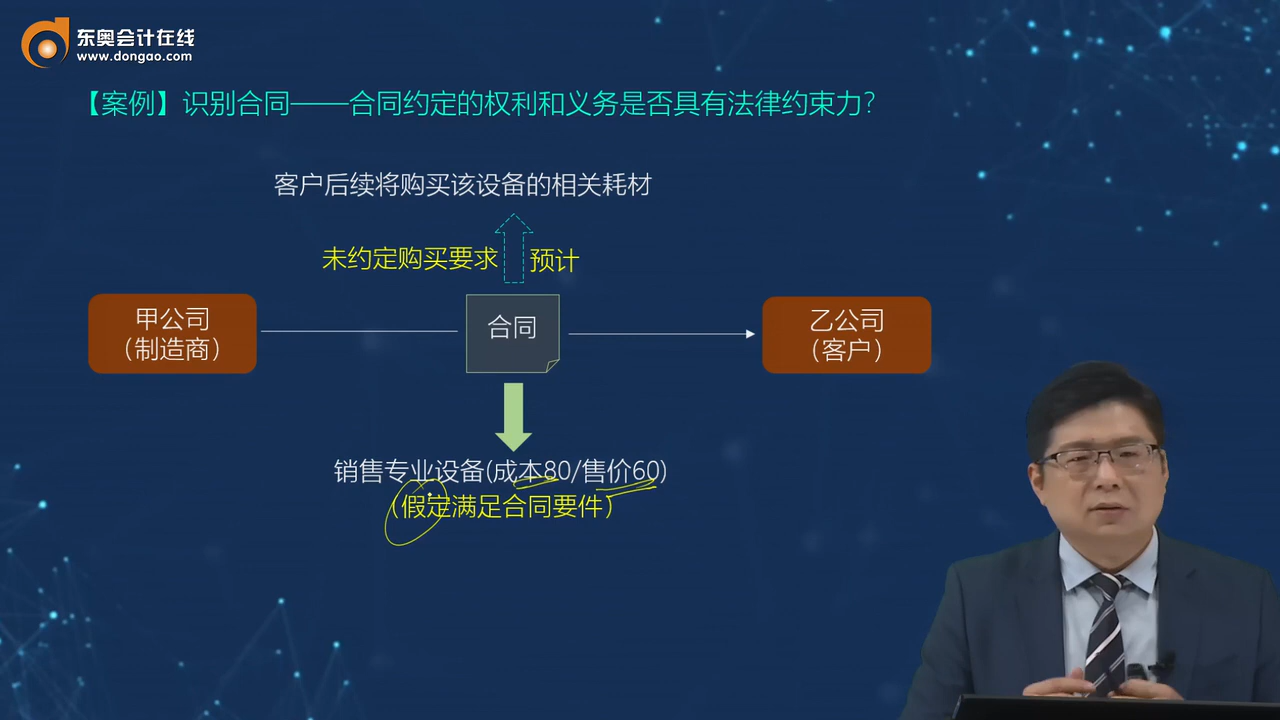 东奥会计在线
www.dongao.com
【案例】识别合同——合同约定的权利和义务是否具有法律约束力？
客户后续将购买该设备的相关耗材
未约定购买要求 预计
甲公司
（制造商）
合同
乙公司
（客户）
销售专业设备(成本80/售价60)
（假定满足合同要件）